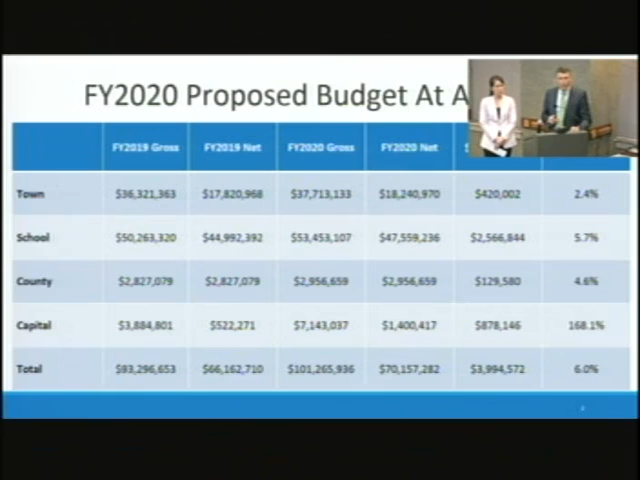 FY2020 Proposed Budget At A
FY2019 Gross FY2019 Net FY2020 Gross FY2020 Net
Town $36,321,363 $17,820,968 $37,713,133 $18,240,970 $420,002 2.4%
School $50,263,320 $44,992,392 $53,453,107 $47,559,236 $2,566,844 5.7%
County $2,827,079 $2,827,079 $2,956,659 $2,956,659 $129,580 4.6%
Capital $3,884,801 $522,271 $7,143,037 $1,400,417 $878,146 168.1%
Total $93,296,653 $66,162,710 $101,265,936 $70,157,282 $3,994,572 6.0%